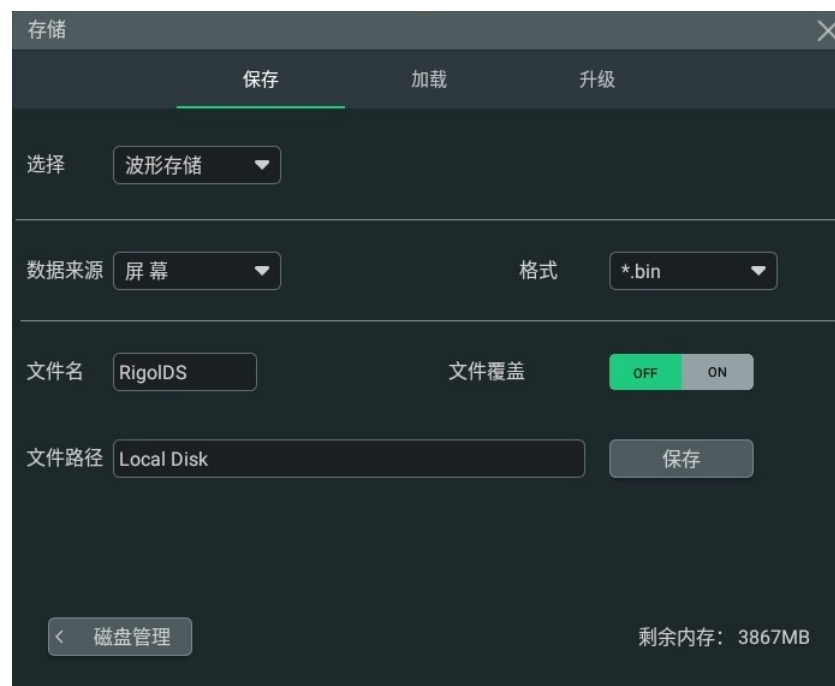 存储
保存 加载 升级
选择 波形存储
数据来源 屏幕 格式 *.bin
文件名 RigolDS 文件覆盖 OFF ON
文件路径 Local Disk 保存
< 磁盘管理 剩余内存： 3867MB